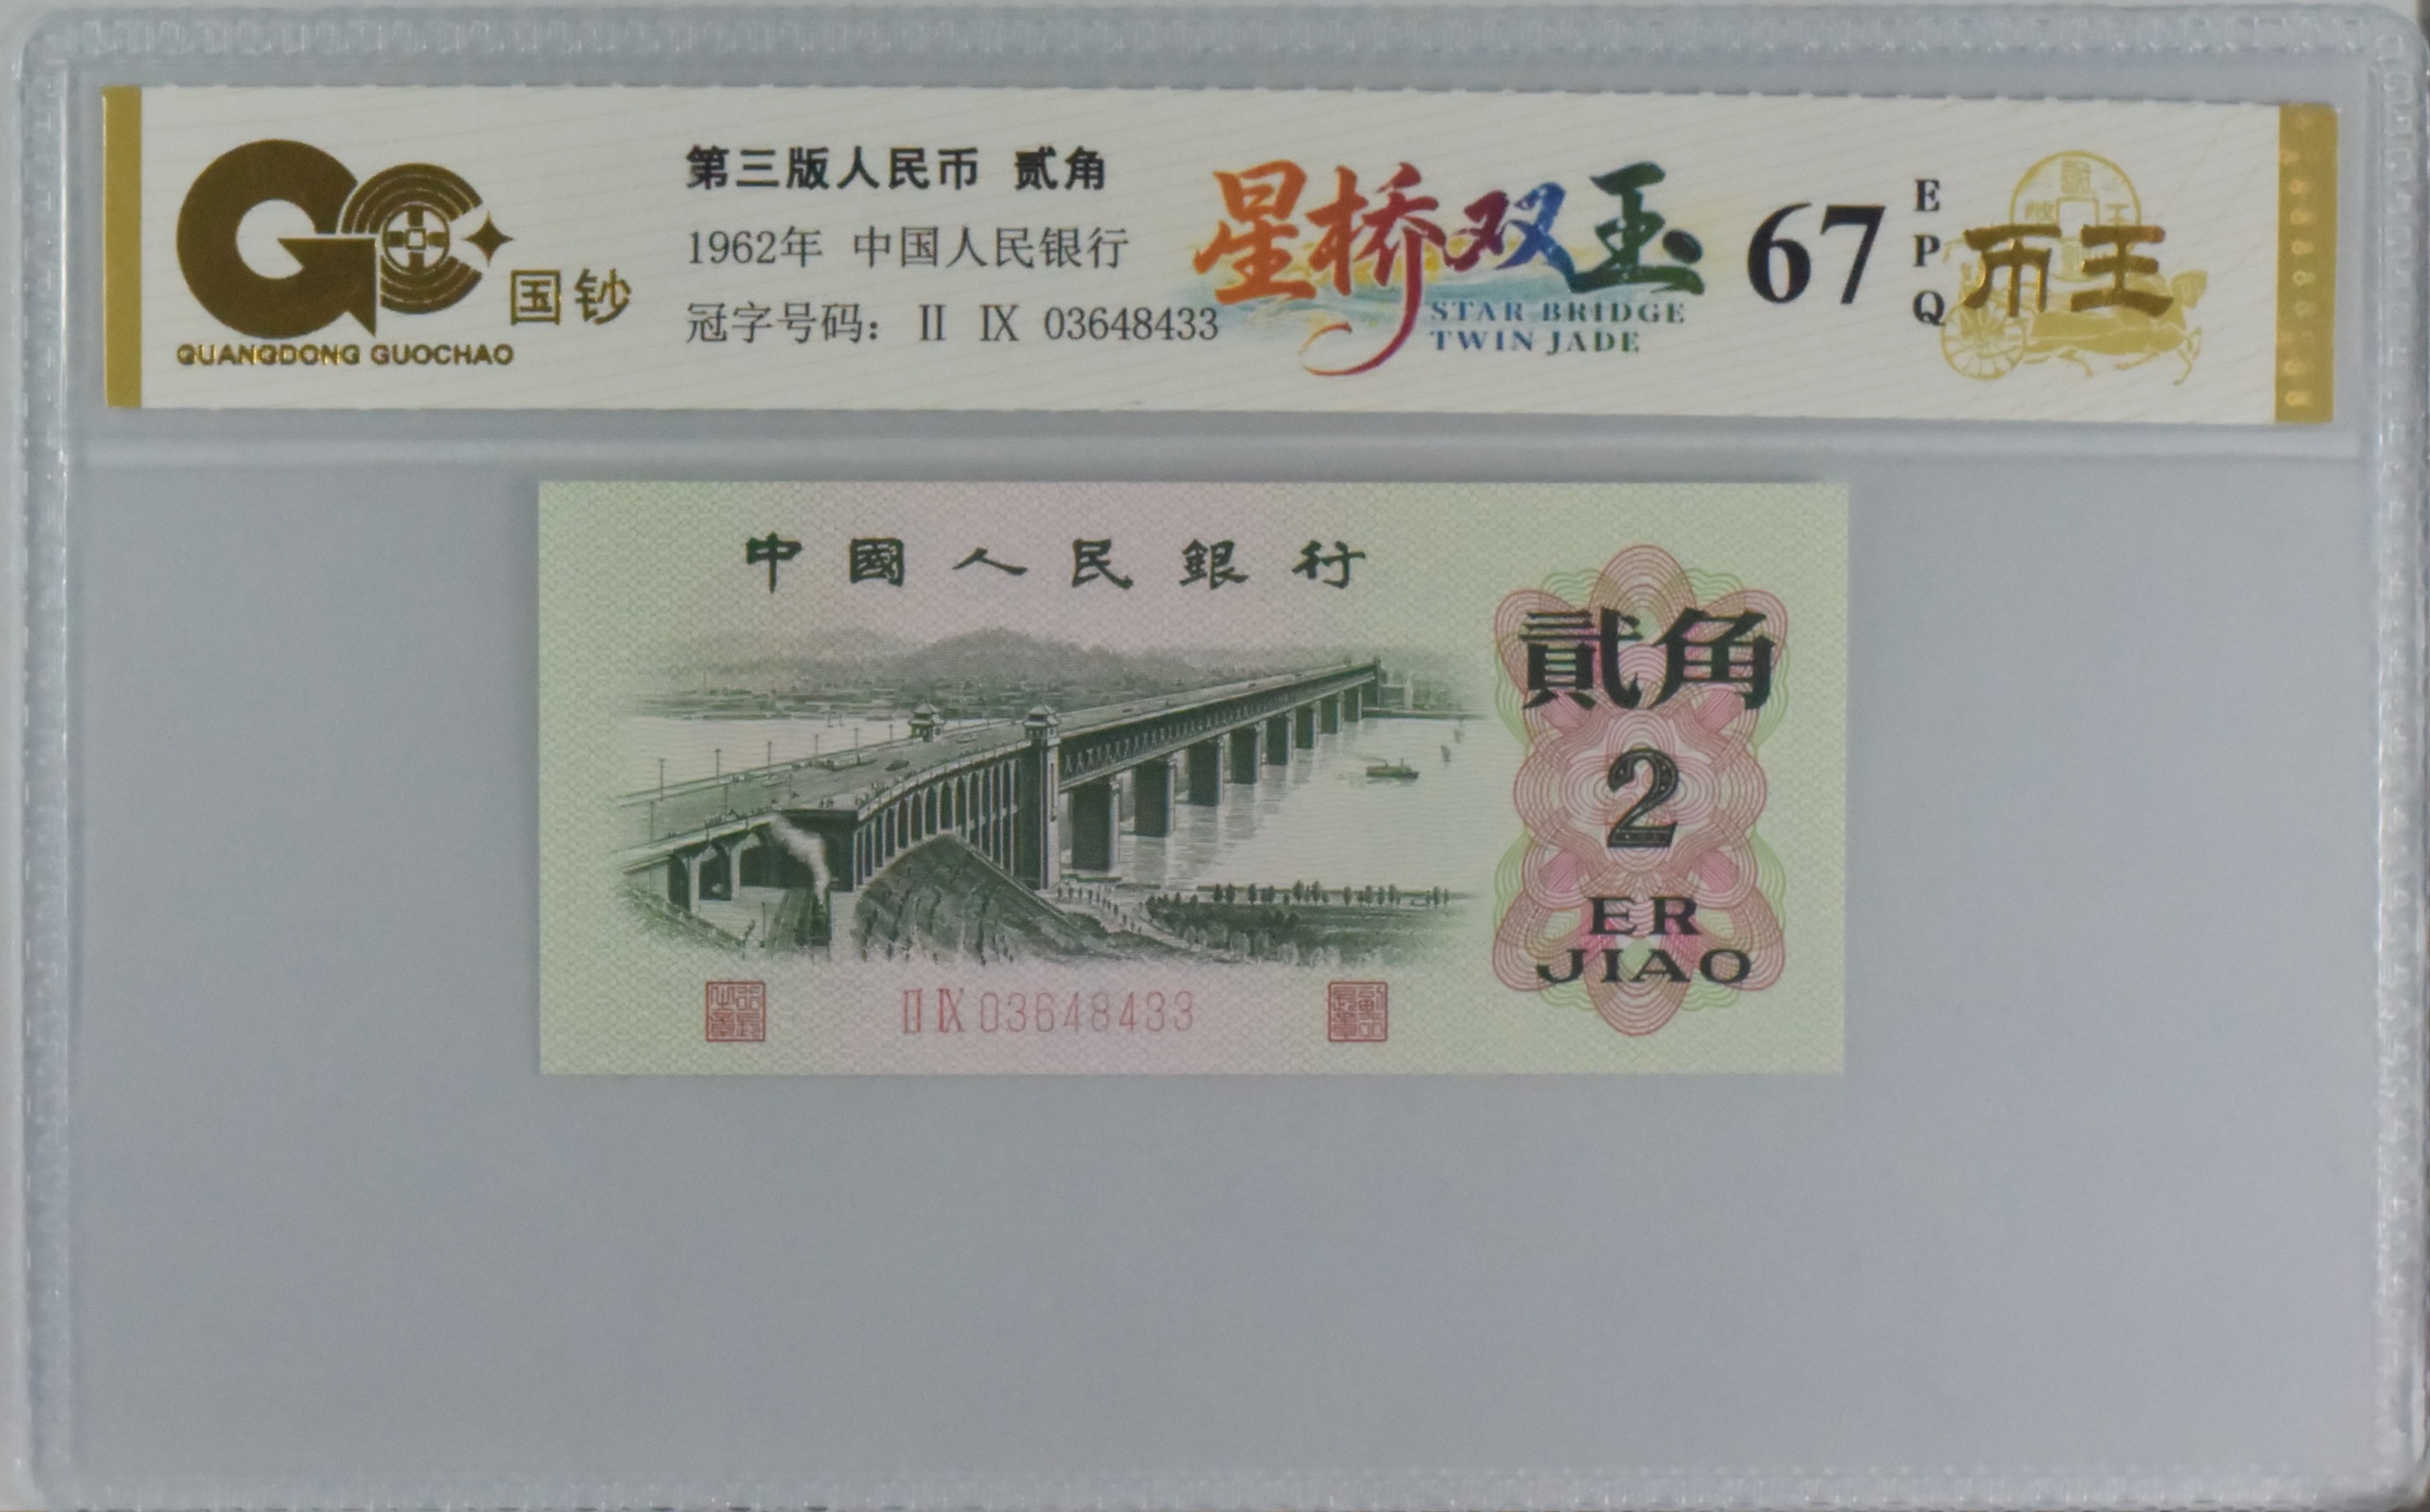 国钞
GUANGDONG GUOCHAO
第三版人民币 贰角
1962年 中国人民银行
冠字号码： II IX 03648433
星桥双玉
STAR BRIDGE
TWIN JADE
67
E
P
Q
币王
中國人民銀行
貳角
2
ER
JIAO
II IX 03648433